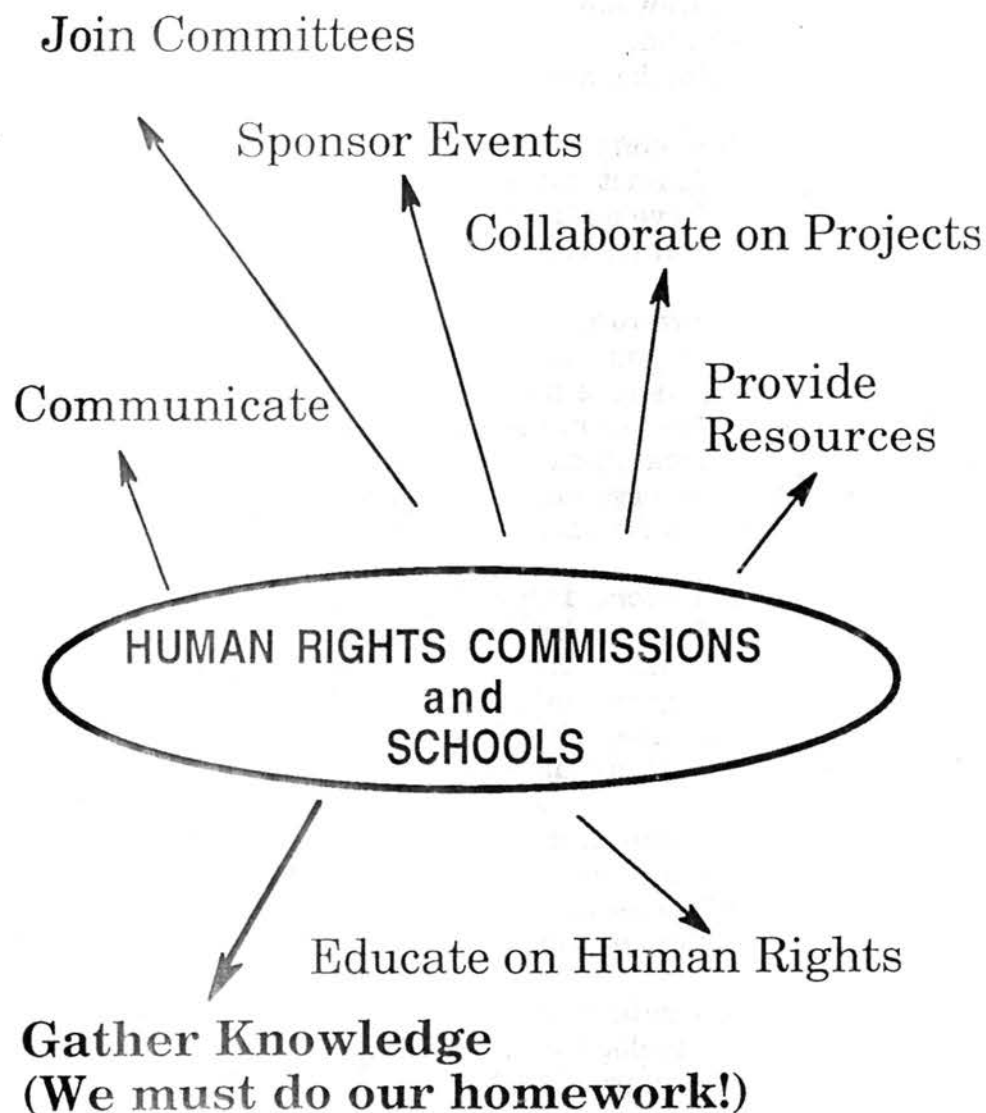 Join Committees
Sponsor Events
Collaborate on Projects
Communicate
Provide
Resources
HUMAN RIGHTS COMMISSIONS
and
SCHOOLS
Educate on Human Rights
Gather Knowledge
(We must do our homework!)